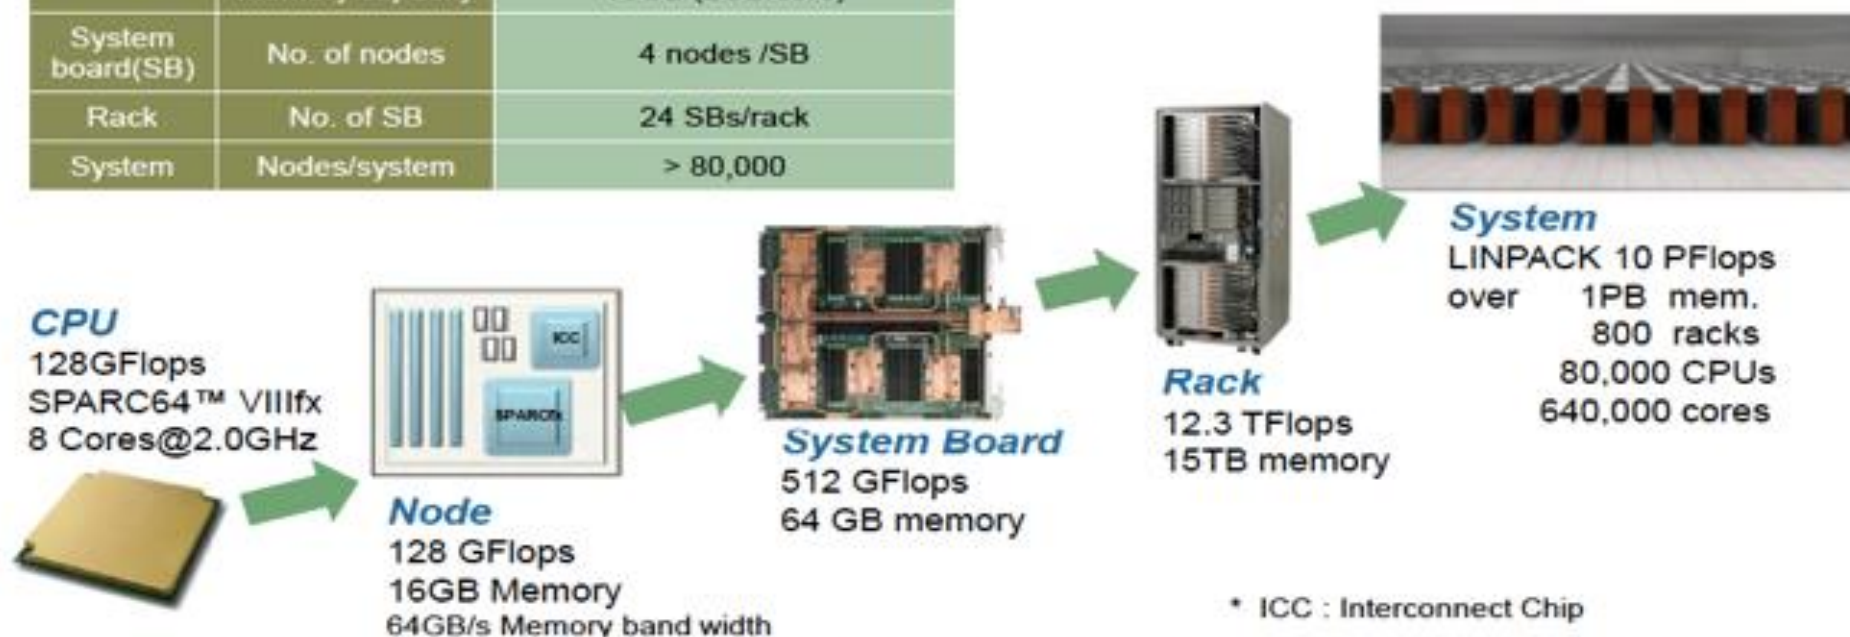 System board(SB) No. of nodes 4 nodes /SB
Rack No. of SB 24 SBs/rack
System Nodes/system > 80,000
CPU
128GFlops
SPARC64™ VIIIfx
8 Cores@2.0GHz
ICC
SPARCfx
Node
128 GFlops
16GB Memory
64GB/s Memory band width
System Board
512 GFlops
64 GB memory
Rack
12.3 TFlops
15TB memory
System
LINPACK 10 PFlops
over 1PB mem.
800 racks
80,000 CPUs
640,000 cores
* ICC : Interconnect Chip